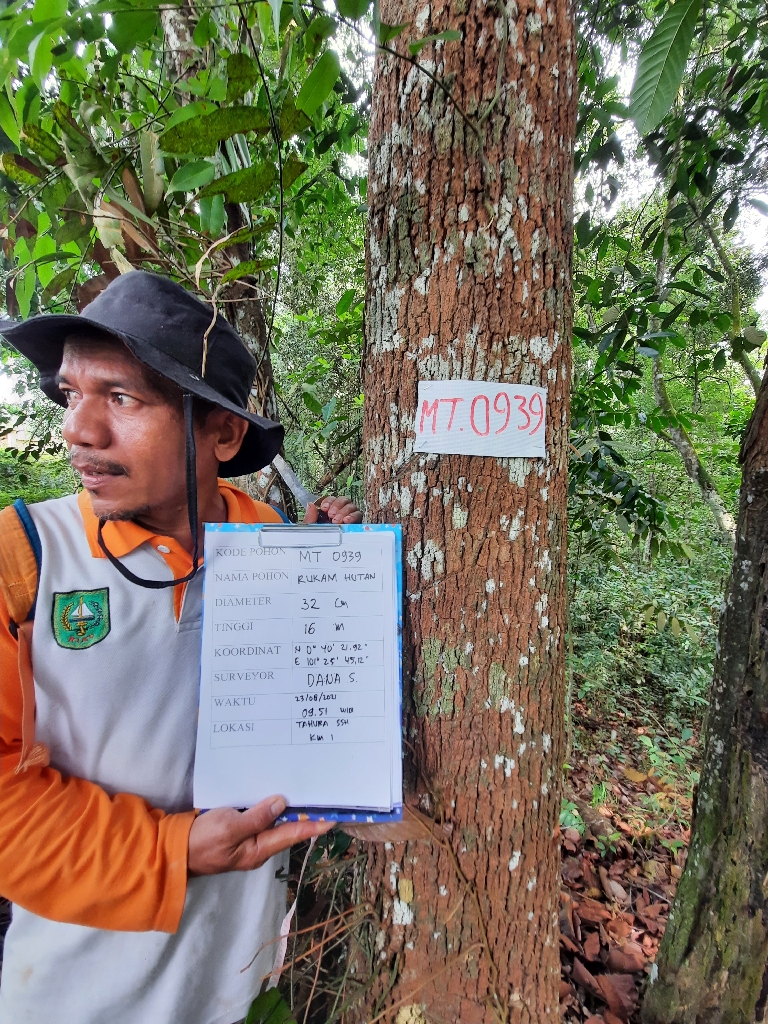 MT.0939
KODE POHON MT 0939
NAMA POHON RUKAM HUTAN
DIAMETER 32 Cm
TINGGI 16 m
KOORDINAT N 0° 40' 21,92"
E 101° 25' 45,12"
SURVEYOR DANA S.
WAKTU 23/08/2021
09.51 WIB
LOKASI TAHURA SSH
KM 1
RIAU